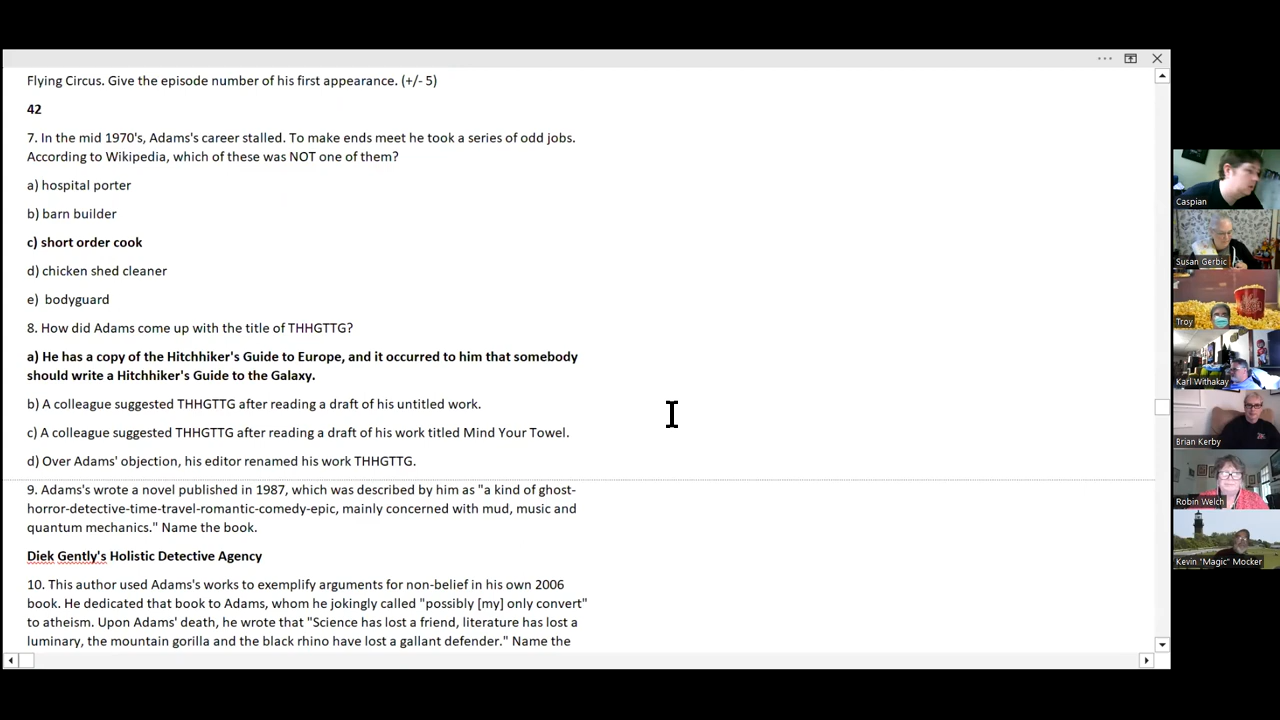 Flying Circus. Give the episode number of his first appearance. (+/- 5)
42
7. In the mid 1970's, Adams's career stalled. To make ends meet he took a series of odd jobs.
According to Wikipedia, which of these was NOT one of them?
a) hospital porter
b) barn builder
c) short order cook
d) chicken shed cleaner
e)  bodyguard
8. How did Adams come up with the title of THHGTTG?
a) He has a copy of the Hitchhiker's Guide to Europe, and it occurred to him that somebody
should write a Hitchhiker's Guide to the Galaxy.
b) A colleague suggested THHGTTG after reading a draft of his untitled work.
c) A colleague suggested THHGTTG after reading a draft of his work titled Mind Your Towel.
d) Over Adams' objection, his editor renamed his work THHGTTG.
9. Adams's wrote a novel published in 1987, which was described by him as "a kind of ghost-
horror-detective-time-travel-romantic-comedy-epic, mainly concerned with mud, music and
quantum mechanics." Name the book.
Diek Gently's Holistic Detective Agency
10. This author used Adams's works to exemplify arguments for non-belief in his own 2006
book. He dedicated that book to Adams, whom he jokingly called "possibly [my] only convert"
to atheism. Upon Adams' death, he wrote that "Science has lost a friend, literature has lost a
luminary, the mountain gorilla and the black rhino have lost a gallant defender." Name the
Caspian
Susan Gerbic
Troy
Karl Withakay
Brian Kerby
Robin Welch
Kevin "Magic" Mocker